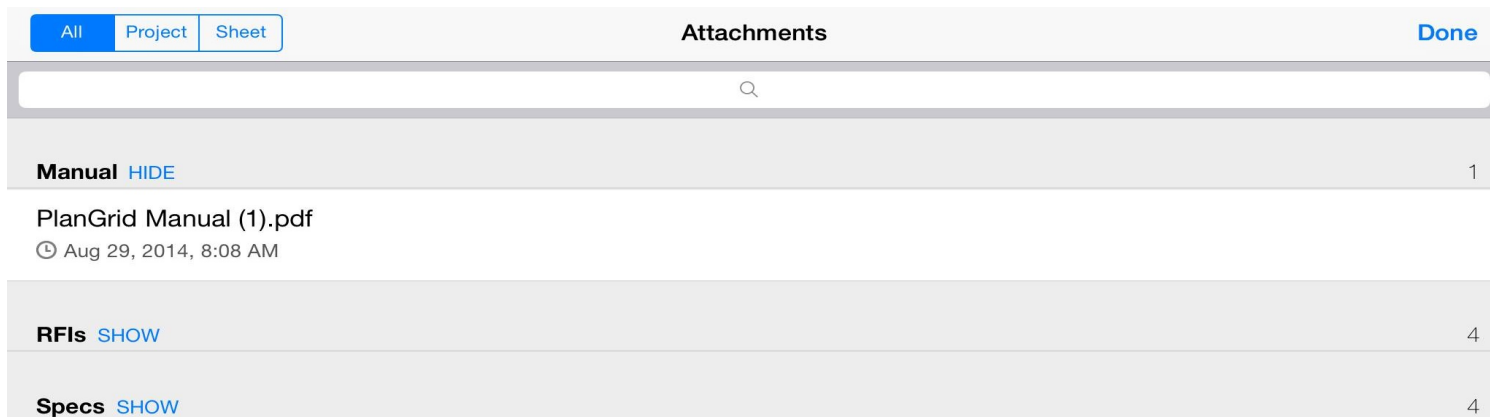 All Project Sheet Attachments Done
Manual HIDE 1
PlanGrid Manual (1).pdf
Aug 29, 2014, 8:08 AM
RFIs SHOW 4
Specs SHOW 4